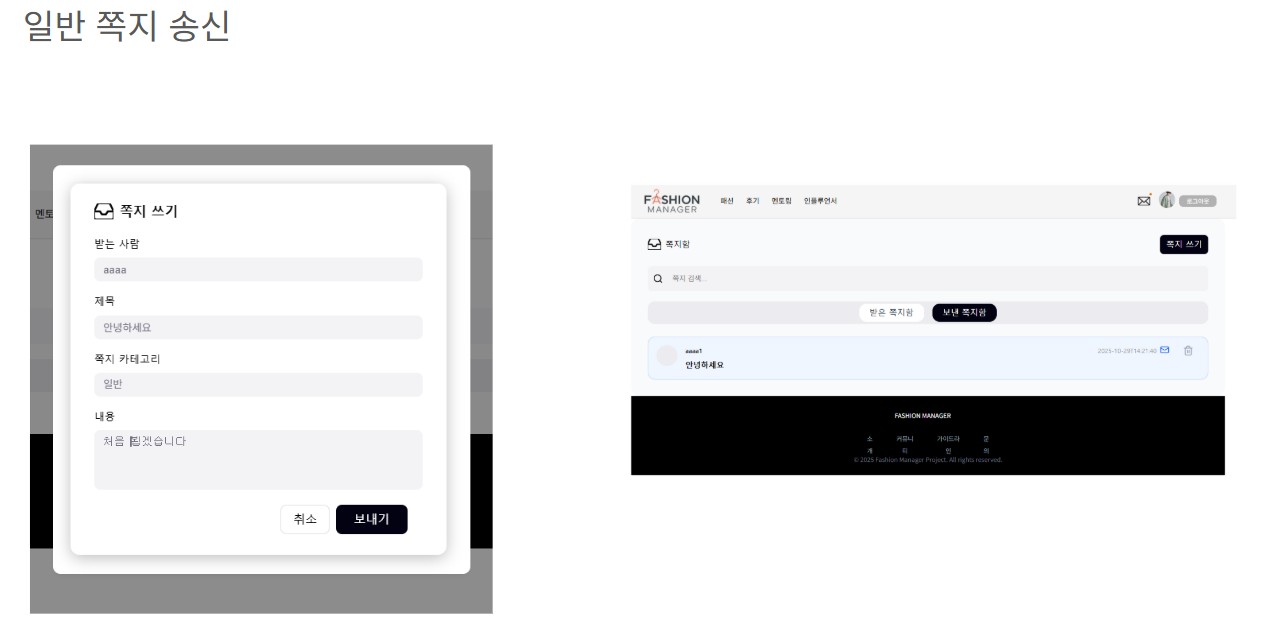 일반 쪽지 송신
멘토
쪽지 쓰기
받는 사람
aaaa
제목
안녕하세요
쪽지 카테고리
일반
내용
처음 뵙겠습니다
취소
보내기
FASHION
MANAGER
패션 후기 멘토링 인플루언서
로그아웃
쪽지함
쪽지 쓰기
쪽지 검색...
받은 쪽지함
보낸 쪽지함
aaaa1
2025-10-29T14:21:40
안녕하세요
FASHION MANAGER
소 커뮤니 가이드라 문
개 티 인 의
© 2025 Fashion Manager Project. All rights reserved.